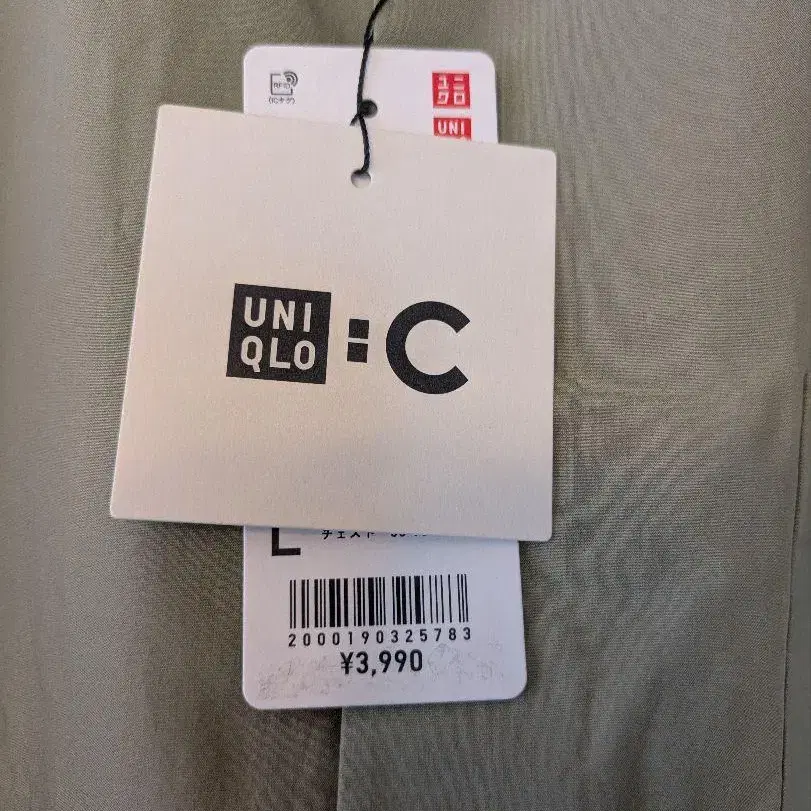 RFID
(ICタグ)
ユニ
クロ
UNI
UNI
QLO
:C
L
チェスト
2000190325783
¥3,990